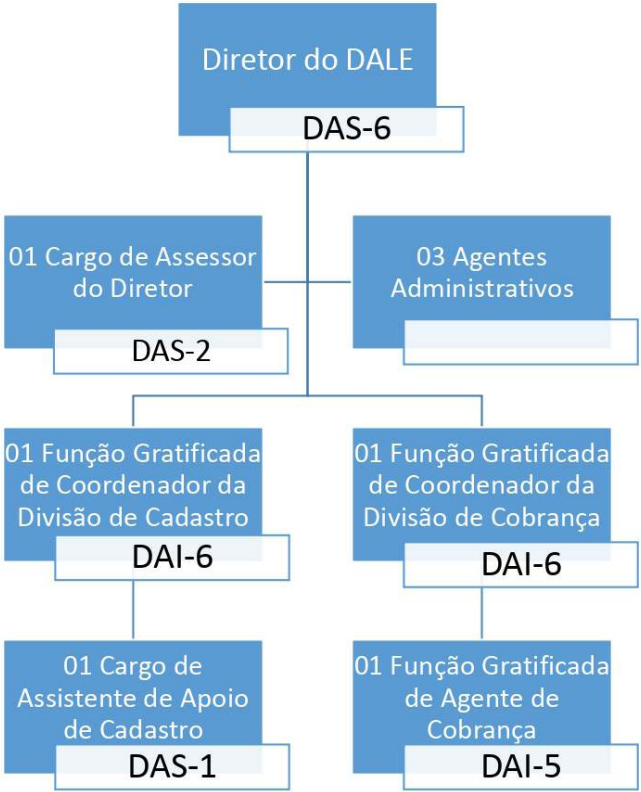 Diretor do DALE
DAS-6
01 Cargo de Assessor
do Diretor
DAS-2
03 Agentes
Administrativos
01 Função Gratificada
de Coordenador da
Divisão de Cadastro
DAI-6
01 Função Gratificada
de Coordenador da
Divisão de Cobrança
DAI-6
01 Cargo de
Assistente de Apoio
de Cadastro
DAS-1
01 Função Gratificada
de Agente de
Cobrança
DAI-5